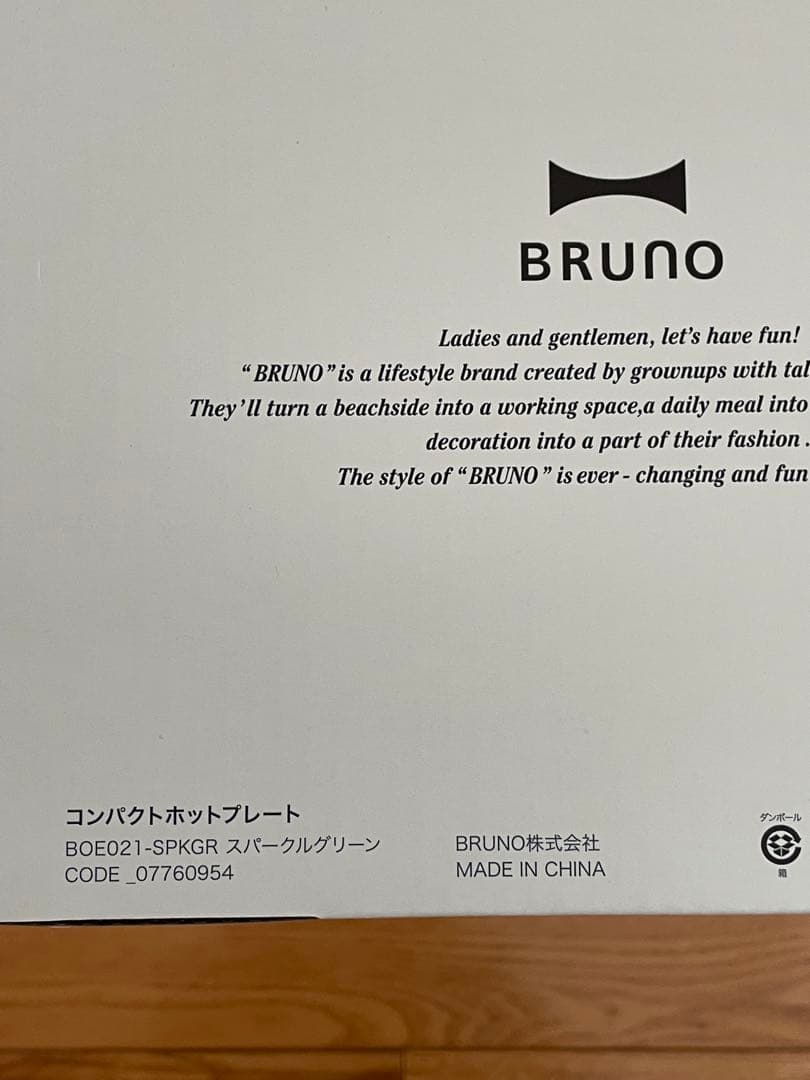 BRUNO
Ladies and gentlemen, let's have fun!
“BRUNO” is a lifestyle brand created by grownups with
They'll turn a beachside into a working space,a daily meal into
decoration into a part of their fashion .
The style of “BRUNO” is ever - changing and fun
コンパクトホットプレート
BOE021-SPKGR スパークルグリーン
CODE _07760954
BRUNO株式会社
MADE IN CHINA
ダンボール
箱